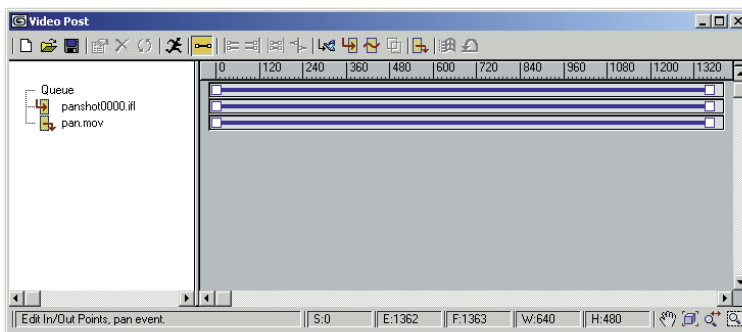 Video Post
0 120 240 360 480 600 720 840 960 1080 1200 1320
Queue
panshot0000.ifl
pan.mov
Edit In/Out Points, pan event. S:0 E:1362 F:1363 W:640 H:480